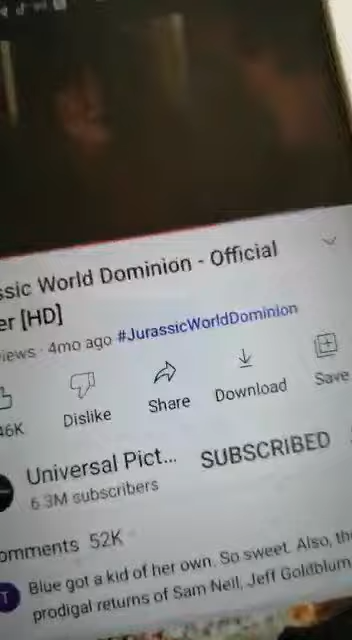 ssic World Dominion - Official
er [HD]
iews · 4mo ago #JurassicWorldDominion
46K Dislike Share Download Save
Universal Pict... SUBSCRIBED
6.3M subscribers
omments 52K
T Blue got a kid of her own. So sweet. Also, the
prodigal returns of Sam Neil, Jeff Goldblum